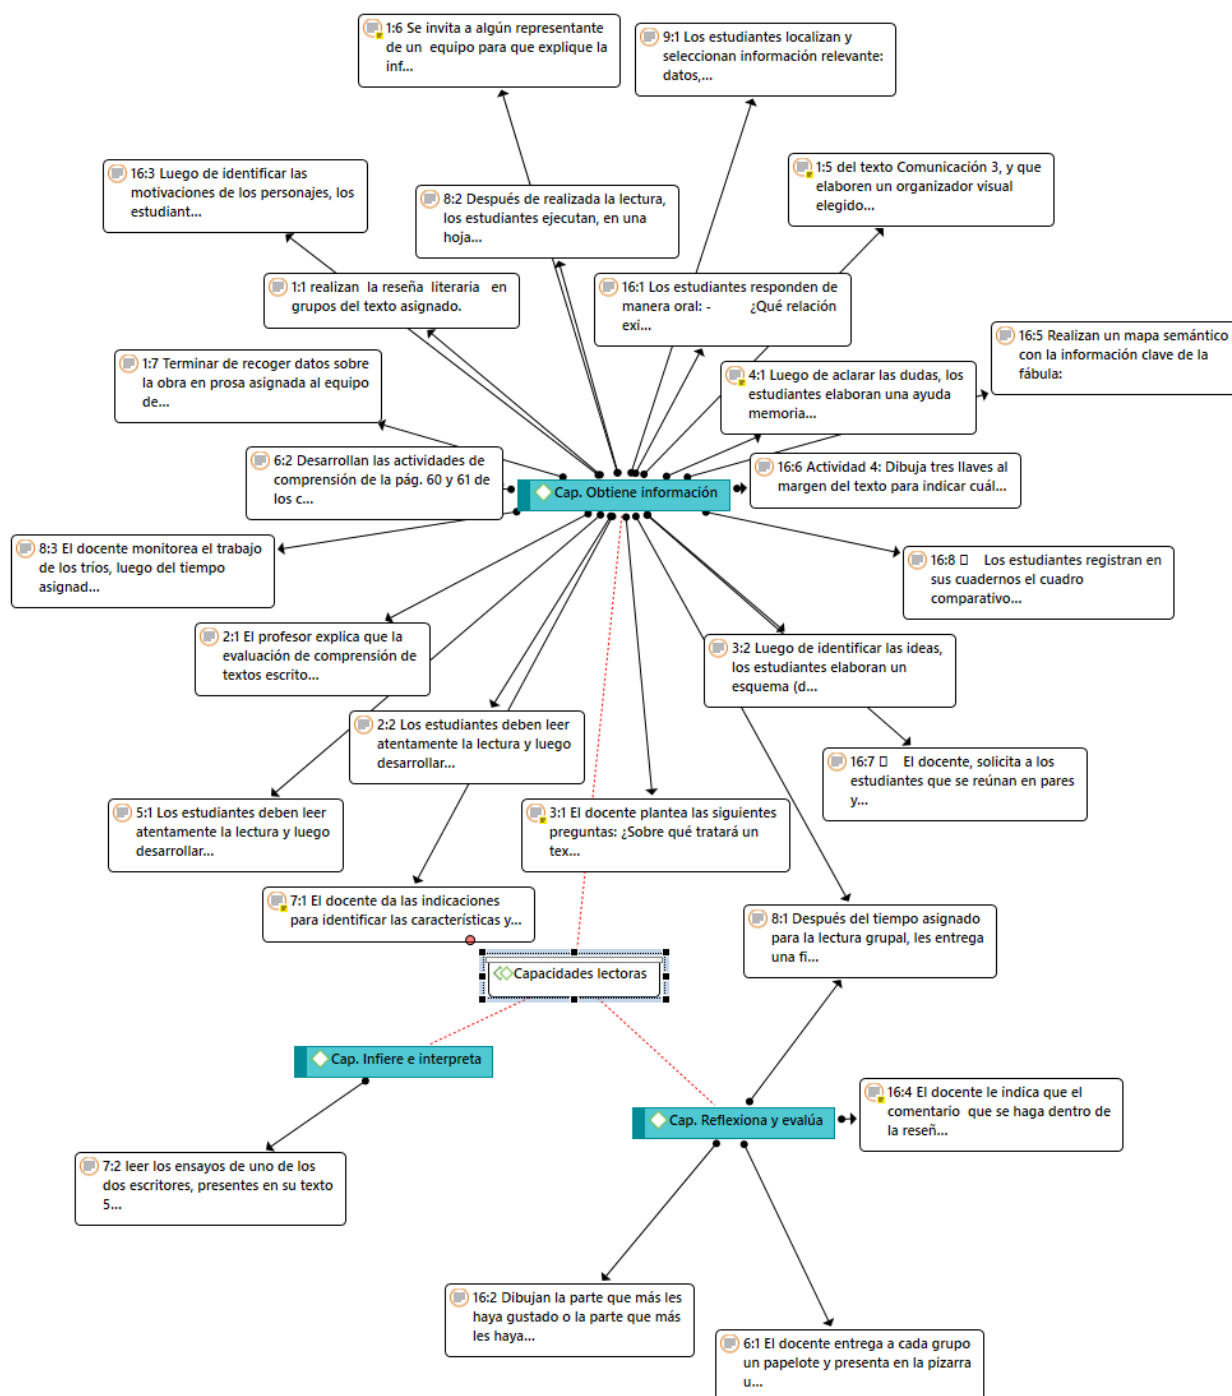 1:6 Se invita a algún representante
de un equipo para que explique la
inf...
9:1 Los estudiantes localizan y
seleccionan información relevante:
datos,...
16:3 Luego de identificar las
motivaciones de los personajes, los
estudiant...
8:2 Después de realizada la lectura,
los estudiantes ejecutan, en una
hoja...
1:5 del texto Comunicación 3, y que
elaboren un organizador visual
elegido...
1:1 realizan la reseña literaria en
grupos del texto asignado.
16:1 Los estudiantes responden de
manera oral: - ¿Qué relación
exi...
16:5 Realizan un mapa semántico
con la información clave de la
fábula:
1:7 Terminar de recoger datos sobre
la obra en prosa asignada al equipo
de...
4:1 Luego de aclarar las dudas, los
estudiantes elaboran una ayuda
memoria...
6:2 Desarrollan las actividades de
comprensión de la pág. 60 y 61 de
los c...
16:6 Actividad 4: Dibuja tres llaves al
margen del texto para indicar cuál...
Cap. Obtiene información
8:3 El docente monitorea el trabajo
de los tríos, luego del tiempo
asignad...
16:8 Los estudiantes registran en
sus cuadernos el cuadro
comparativo...
2:1 El profesor explica que la
evaluación de comprensión de
textos escrito...
3:2 Luego de identificar las ideas,
los estudiantes elaboran un
esquema (d...
2:2 Los estudiantes deben leer
atentamente la lectura y luego
desarrollar...
16:7 El docente, solicita a los
estudiantes que se reúnan en pares
y...
5:1 Los estudiantes deben leer
atentamente la lectura y luego
desarrollar...
3:1 El docente plantea las siguientes
preguntas: ¿Sobre qué tratará un
tex...
7:1 El docente da las indicaciones
para identificar las características y...
8:1 Después del tiempo asignado
para la lectura grupal, les entrega
una fi...
Capacidades lectoras
Cap. Infiere e interpreta
Cap. Reflexiona y evalúa
16:4 El docente le indica que el
comentario que se haga dentro de
la reseñ...
7:2 leer los ensayos de uno de los
dos escritores, presentes en su texto
5...
16:2 Dibujan la parte que más les
haya gustado o la parte que más
les haya...
6:1 El docente entrega a cada grupo
un papelote y presenta en la pizarra
u...